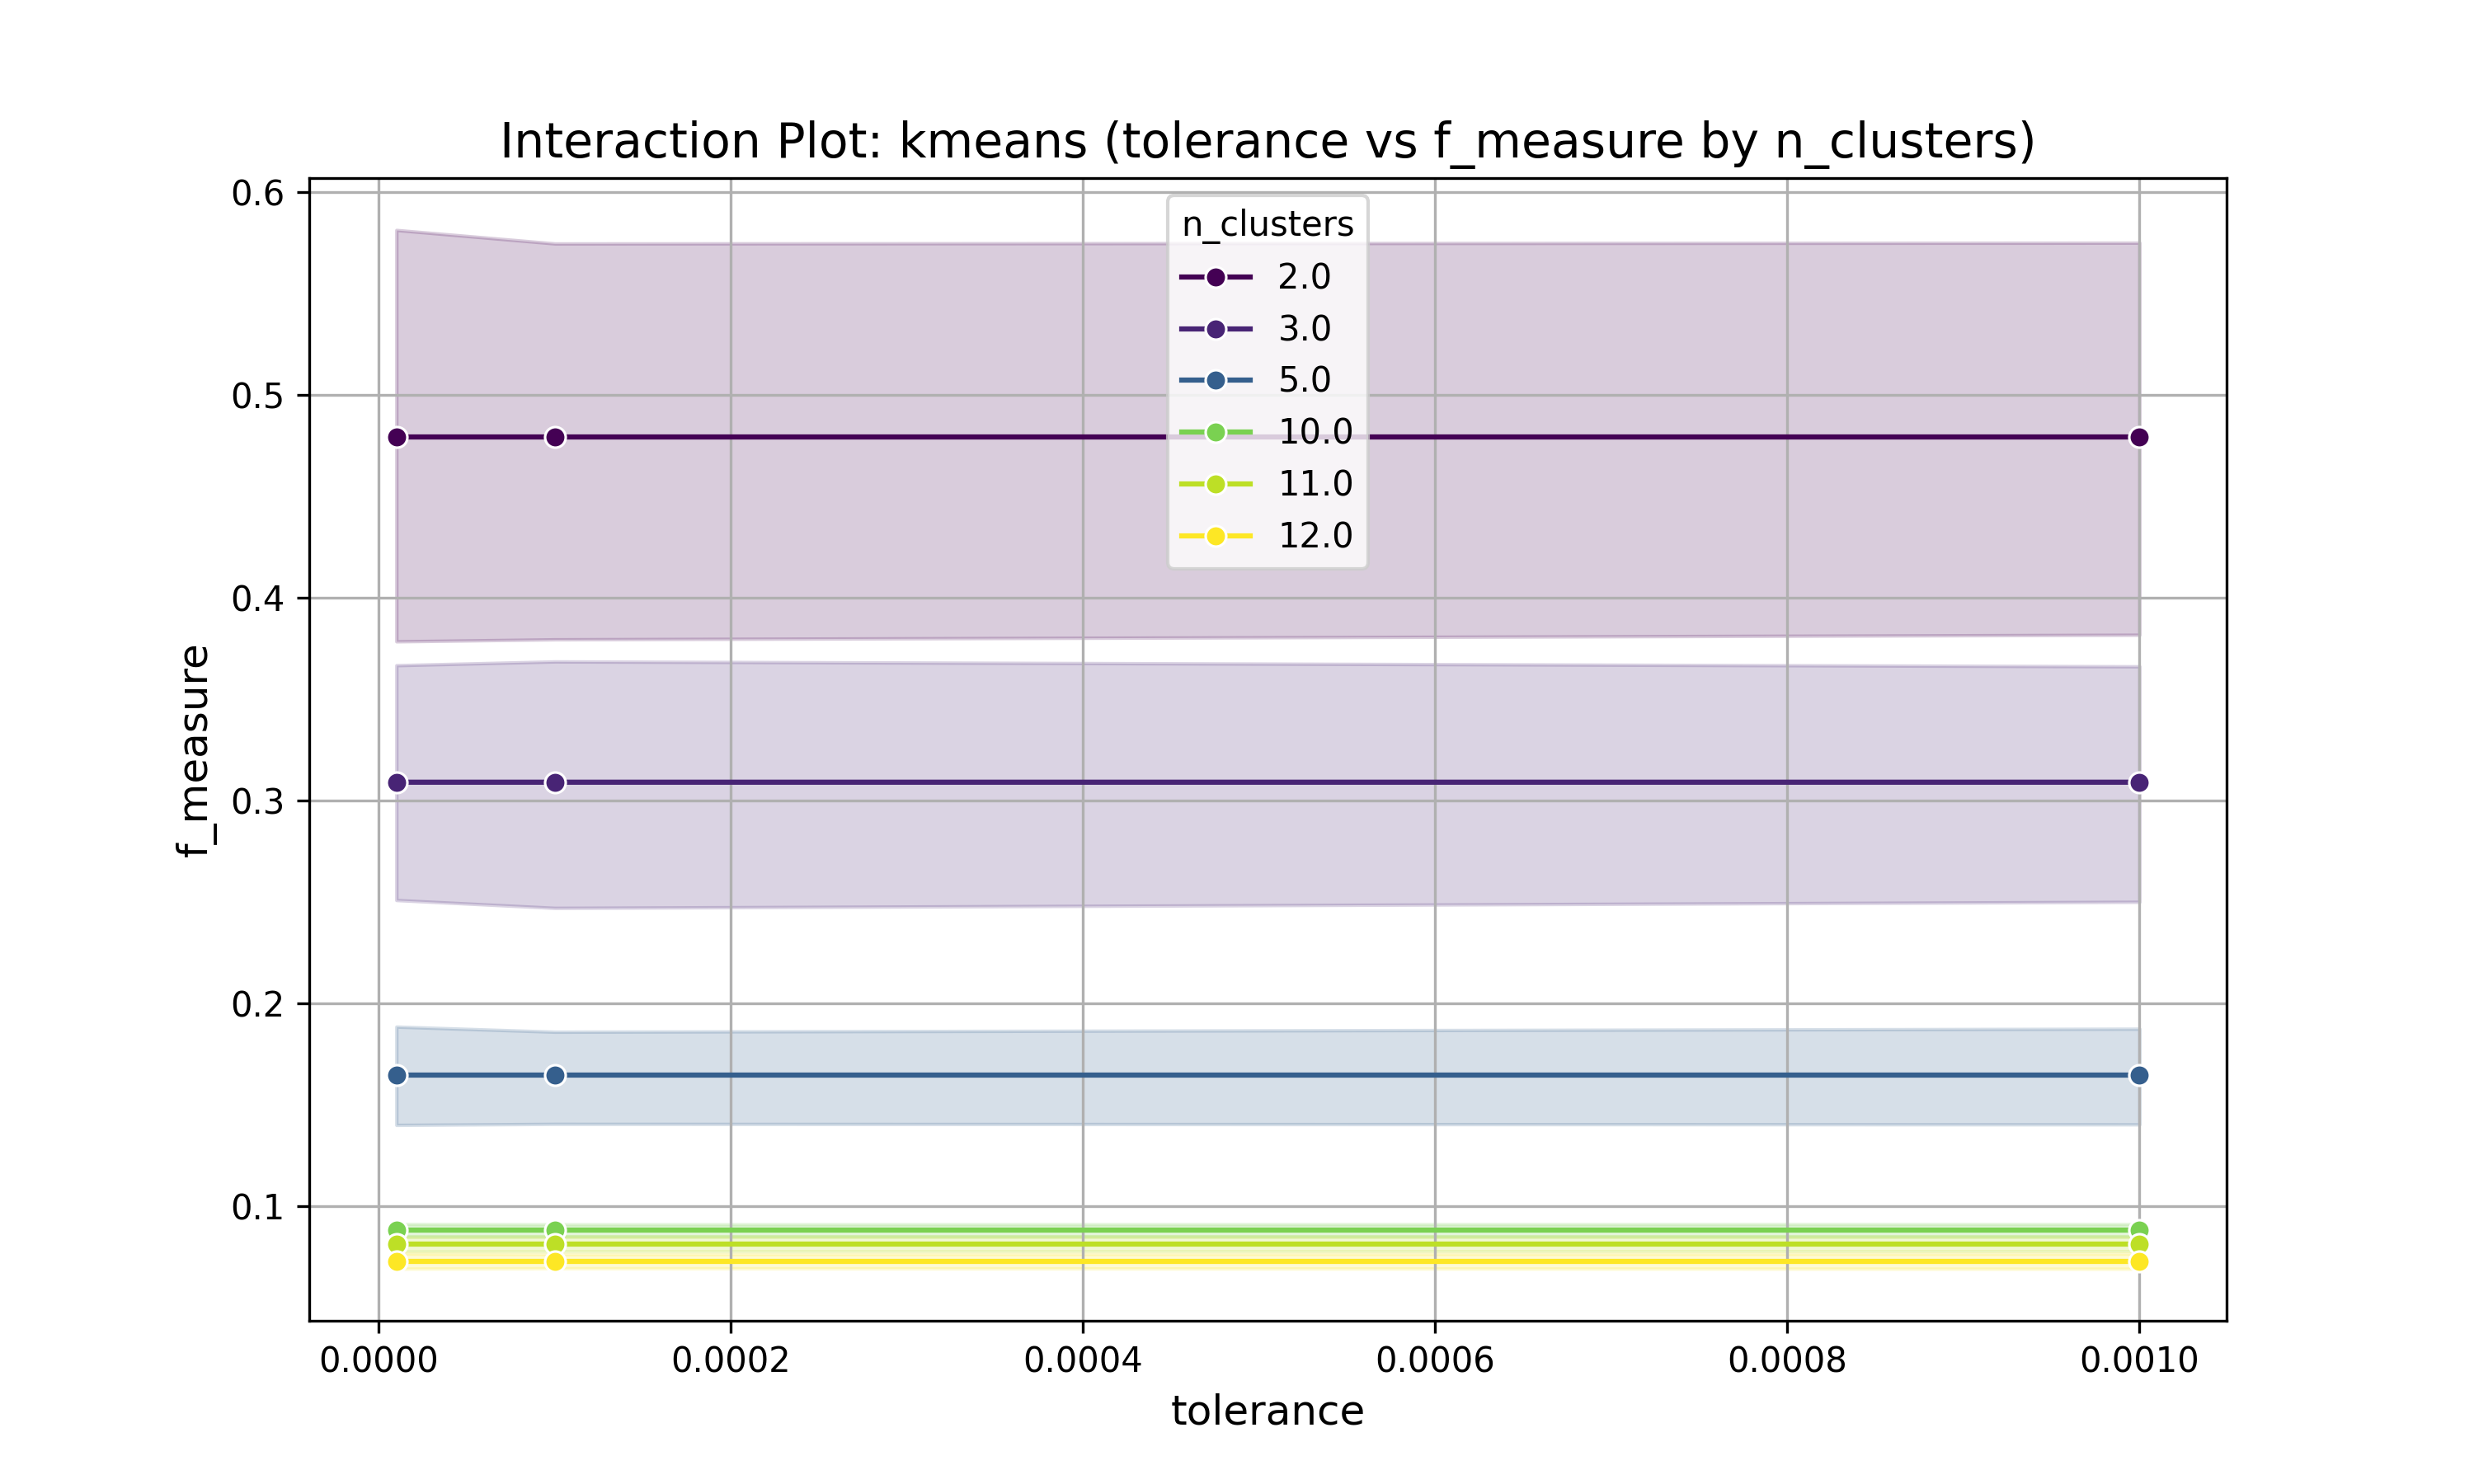 Interaction Plot: kmeans (tolerance vs f_measure by n_clusters)
0.6
0.5
0.4
0.3
0.2
0.1
f_measure
n_clusters
2.0
3.0
5.0
10.0
11.0
12.0
0.0000 0.0002 0.0004 0.0006 0.0008 0.0010
tolerance